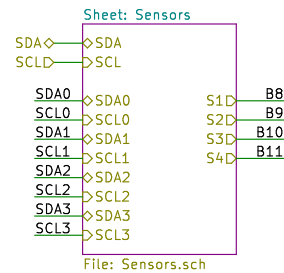 Sheet: Sensors
SDA SDA
SCL SCL
SDA0 SDA0 S1 B8
SCL0 SCL0 S2 B9
SDA1 SDA1 S3 B10
SCL1 SCL1 S4 B11
SDA2 SDA2
SCL2 SCL2
SDA3 SDA3
SCL3 SCL3
File: Sensors.sch